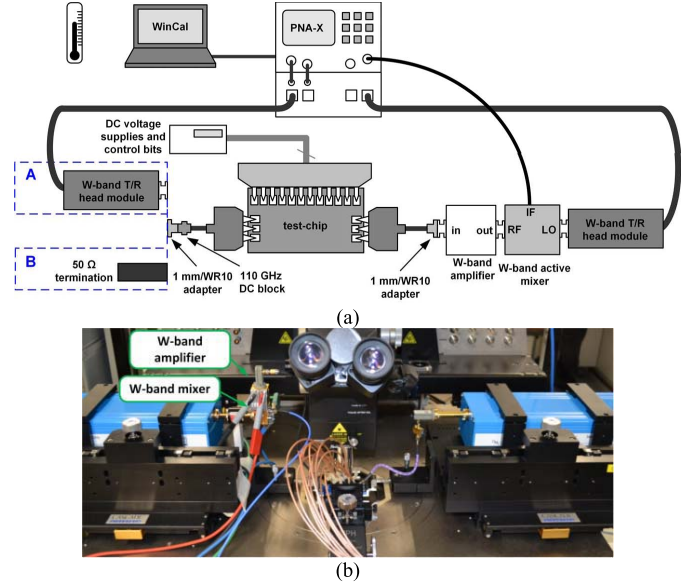 WinCal
PNA-X
DC voltage
supplies and
control bits
A
W-band T/R
head module
test-chip
in out
IF
RF LO
W-band T/R
head module
B
50 Ω
termination
1 mm/WR10
adapter
110 GHz
DC block
1 mm/WR10
adapter
W-band
amplifier
W-band active
mixer
(a)
W-band
amplifier
W-band mixer
(b)